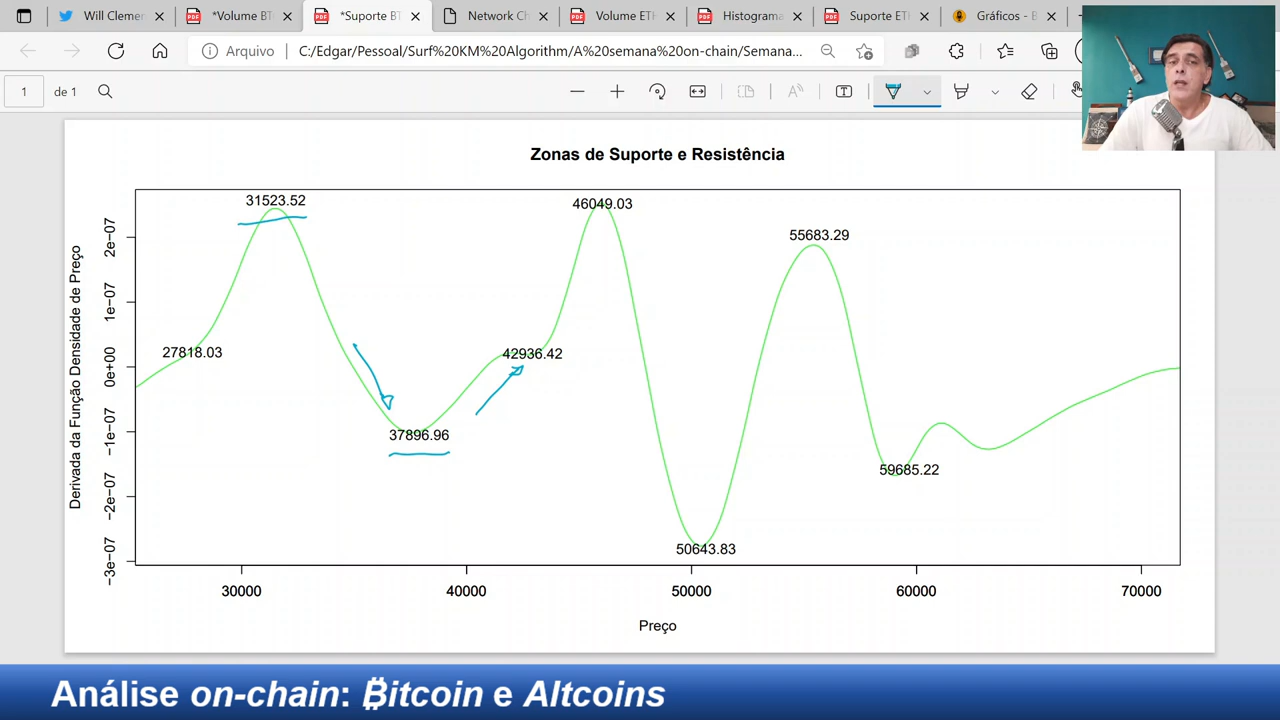 Will Clemen
*Volume BT
*Suporte BT
Network Ch
Volume ETH
Histograma
Suporte ETH
Gráficos - B
Arquivo
C:/Edgar/Pessoal/Surf%20KM%20Algorithm/A%20semana%20on-chain/Semana...
1
de 1
Zonas de Suporte e Resistência
Derivada da Função Densidade de Preço
2e-07
1e-07
0e+00
-1e-07
-2e-07
-3e-07
31523.52
46049.03
55683.29
27818.03
42936.42
37896.96
59685.22
50643.83
30000
40000
50000
60000
70000
Preço
Análise on-chain: ₿itcoin e Altcoins